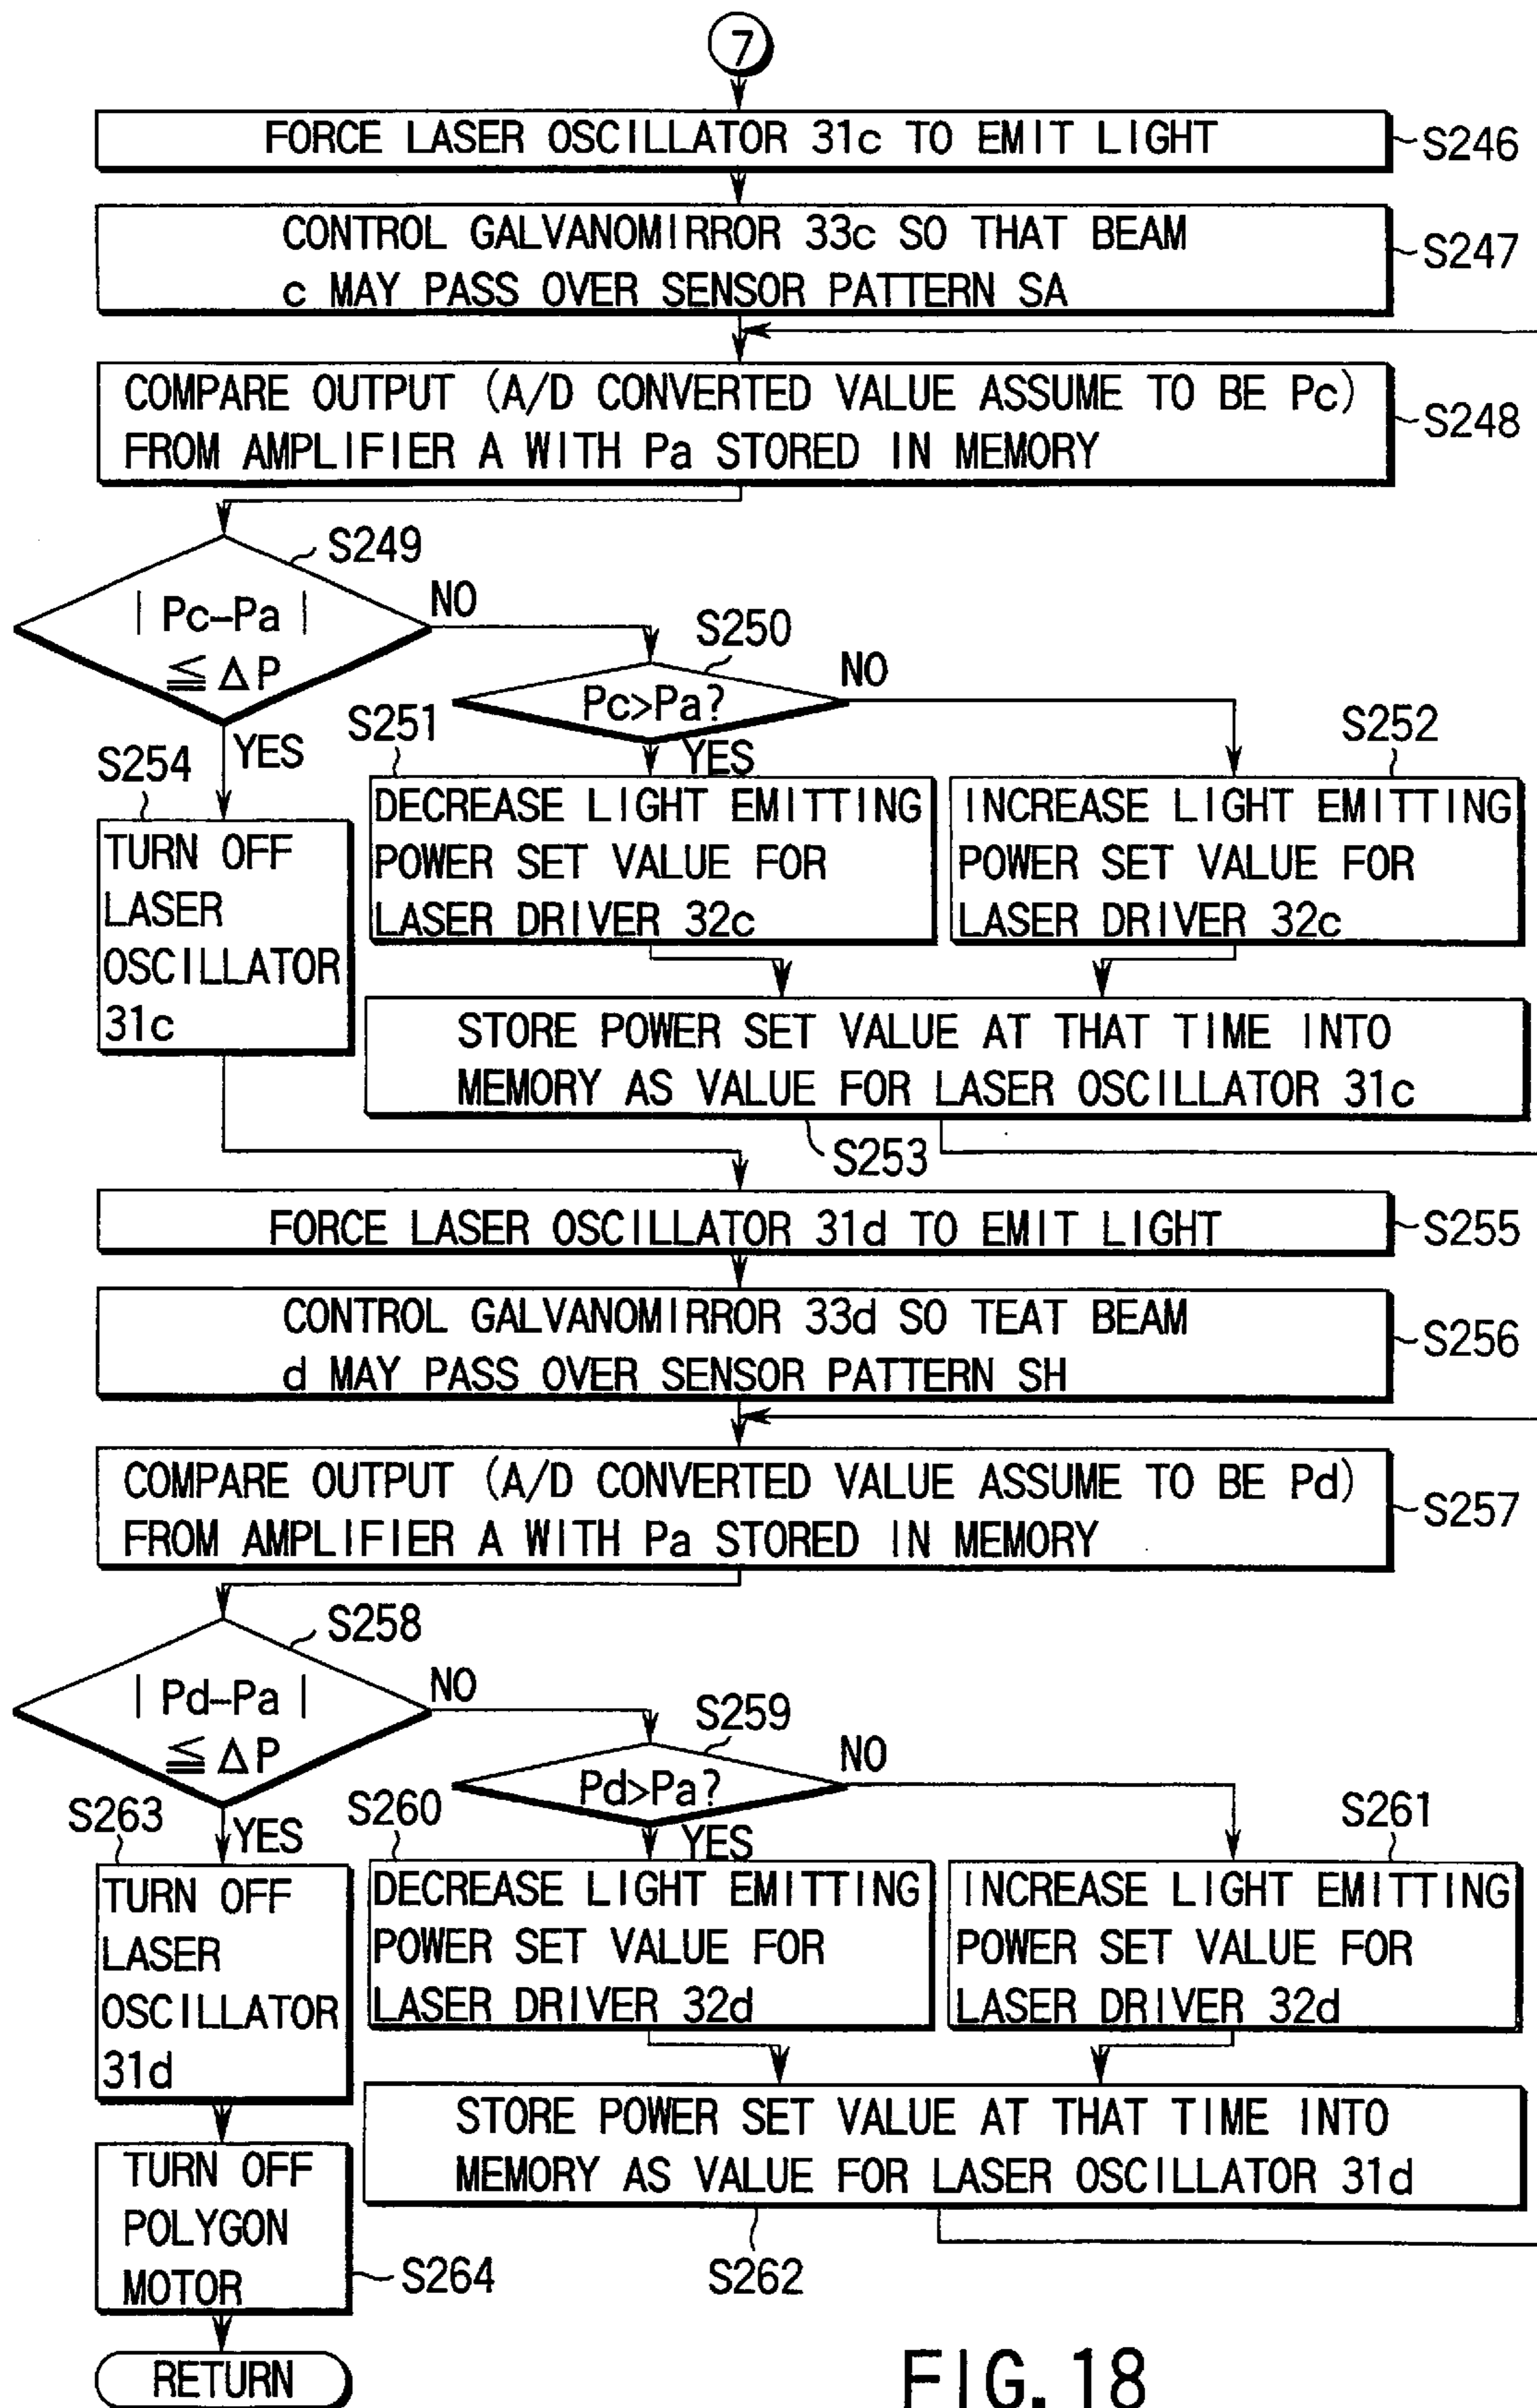 7
FORCE LASER OSCILLATOR 31c TO EMIT LIGHT
S246
CONTROL GALVANOMIRROR 33c SO THAT BEAM
c MAY PASS OVER SENSOR PATTERN SA
S247
COMPARE OUTPUT (A/D CONVERTED VALUE ASSUME TO BE Pc)
FROM AMPLIFIER A WITH Pa STORED IN MEMORY
S248
S249
| Pc-Pa |
≦ ΔP
NO
YES
S250
Pc>Pa?
NO
YES
S251
DECREASE LIGHT EMITTING
POWER SET VALUE FOR
LASER DRIVER 32c
S252
INCREASE LIGHT EMITTING
POWER SET VALUE FOR
LASER DRIVER 32c
S254
TURN OFF
LASER
OSCILLATOR
31c
STORE POWER SET VALUE AT THAT TIME INTO
MEMORY AS VALUE FOR LASER OSCILLATOR 31c
S253
FORCE LASER OSCILLATOR 31d TO EMIT LIGHT
S255
CONTROL GALVANOMIRROR 33d SO TEAT BEAM
d MAY PASS OVER SENSOR PATTERN SH
S256
COMPARE OUTPUT (A/D CONVERTED VALUE ASSUME TO BE Pd)
FROM AMPLIFIER A WITH Pa STORED IN MEMORY
S257
S258
| Pd-Pa |
≦ ΔP
NO
YES
S259
Pd>Pa?
NO
YES
S260
DECREASE LIGHT EMITTING
POWER SET VALUE FOR
LASER DRIVER 32d
S261
INCREASE LIGHT EMITTING
POWER SET VALUE FOR
LASER DRIVER 32d
S263
TURN OFF
LASER
OSCILLATOR
31d
STORE POWER SET VALUE AT THAT TIME INTO
MEMORY AS VALUE FOR LASER OSCILLATOR 31d
S262
TURN OFF
POLYGON
MOTOR
S264
RETURN
FIG. 18